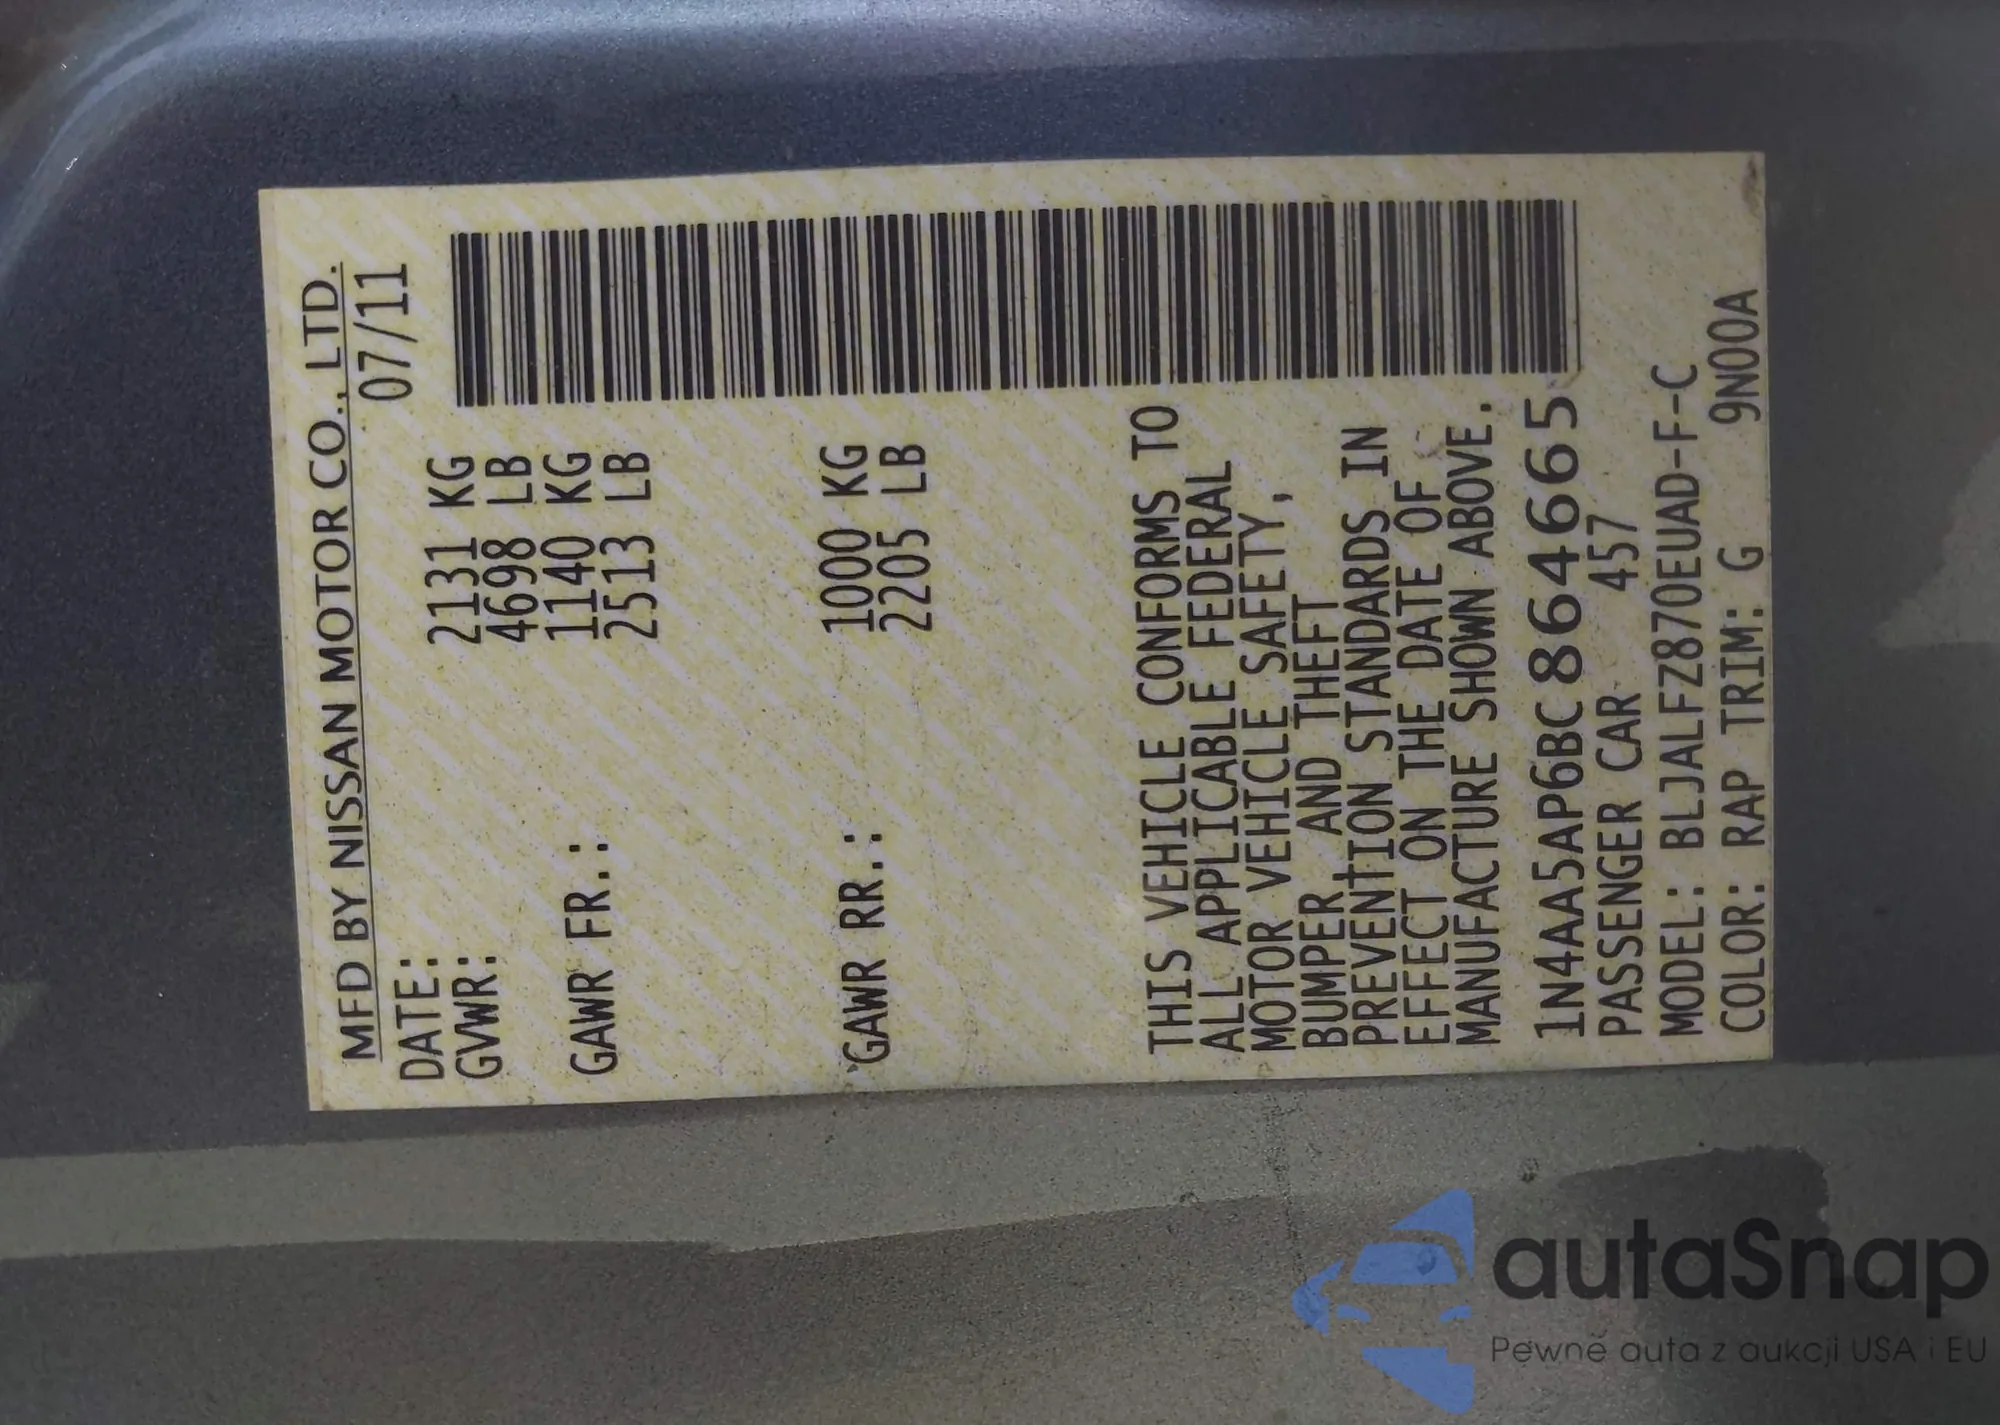 MFD BY NISSAN MOTOR CO., LTD.
DATE: 07/11
GVWR: 2131 KG
4698 LB
GAWR FR.: 1140 KG
2513 LB
GAWR RR.: 1000 KG
2205 LB
THIS VEHICLE CONFORMS TO
ALL APPLICABLE FEDERAL
MOTOR VEHICLE SAFETY,
BUMPER, AND THEFT
PREVENTION STANDARDS IN
EFFECT ON THE DATE OF
MANUFACTURE SHOWN ABOVE.
1N4AA5AP6BC864665
PASSENGER CAR 457
MODEL: BLJALFZ870EUAD-F-C
COLOR: RAP TRIM: G 9N00A
autaSnap
Pewne auta z aukcji USA i EU